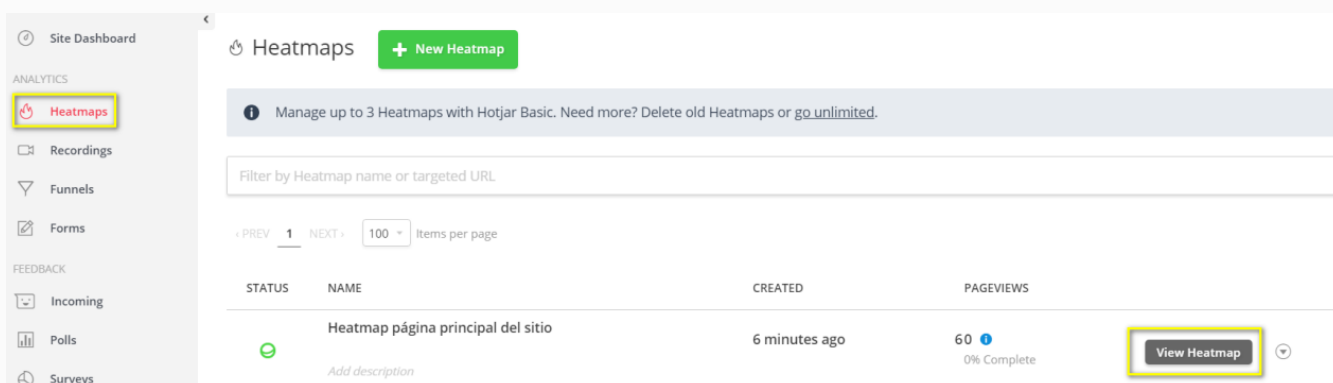 Site Dashboard
ANALYTICS
Heatmaps
Recordings
Funnels
Forms
FEEDBACK
Incoming
Polls
Surveys
Heatmaps
+ New Heatmap
Manage up to 3 Heatmaps with Hotjar Basic. Need more? Delete old Heatmaps or go unlimited.
Filter by Heatmap name or targeted URL
‹ PREV 1 NEXT › 100 Items per page
STATUS NAME CREATED PAGEVIEWS
Heatmap página principal del sitio 6 minutes ago 60 View Heatmap
Add description 0% Complete